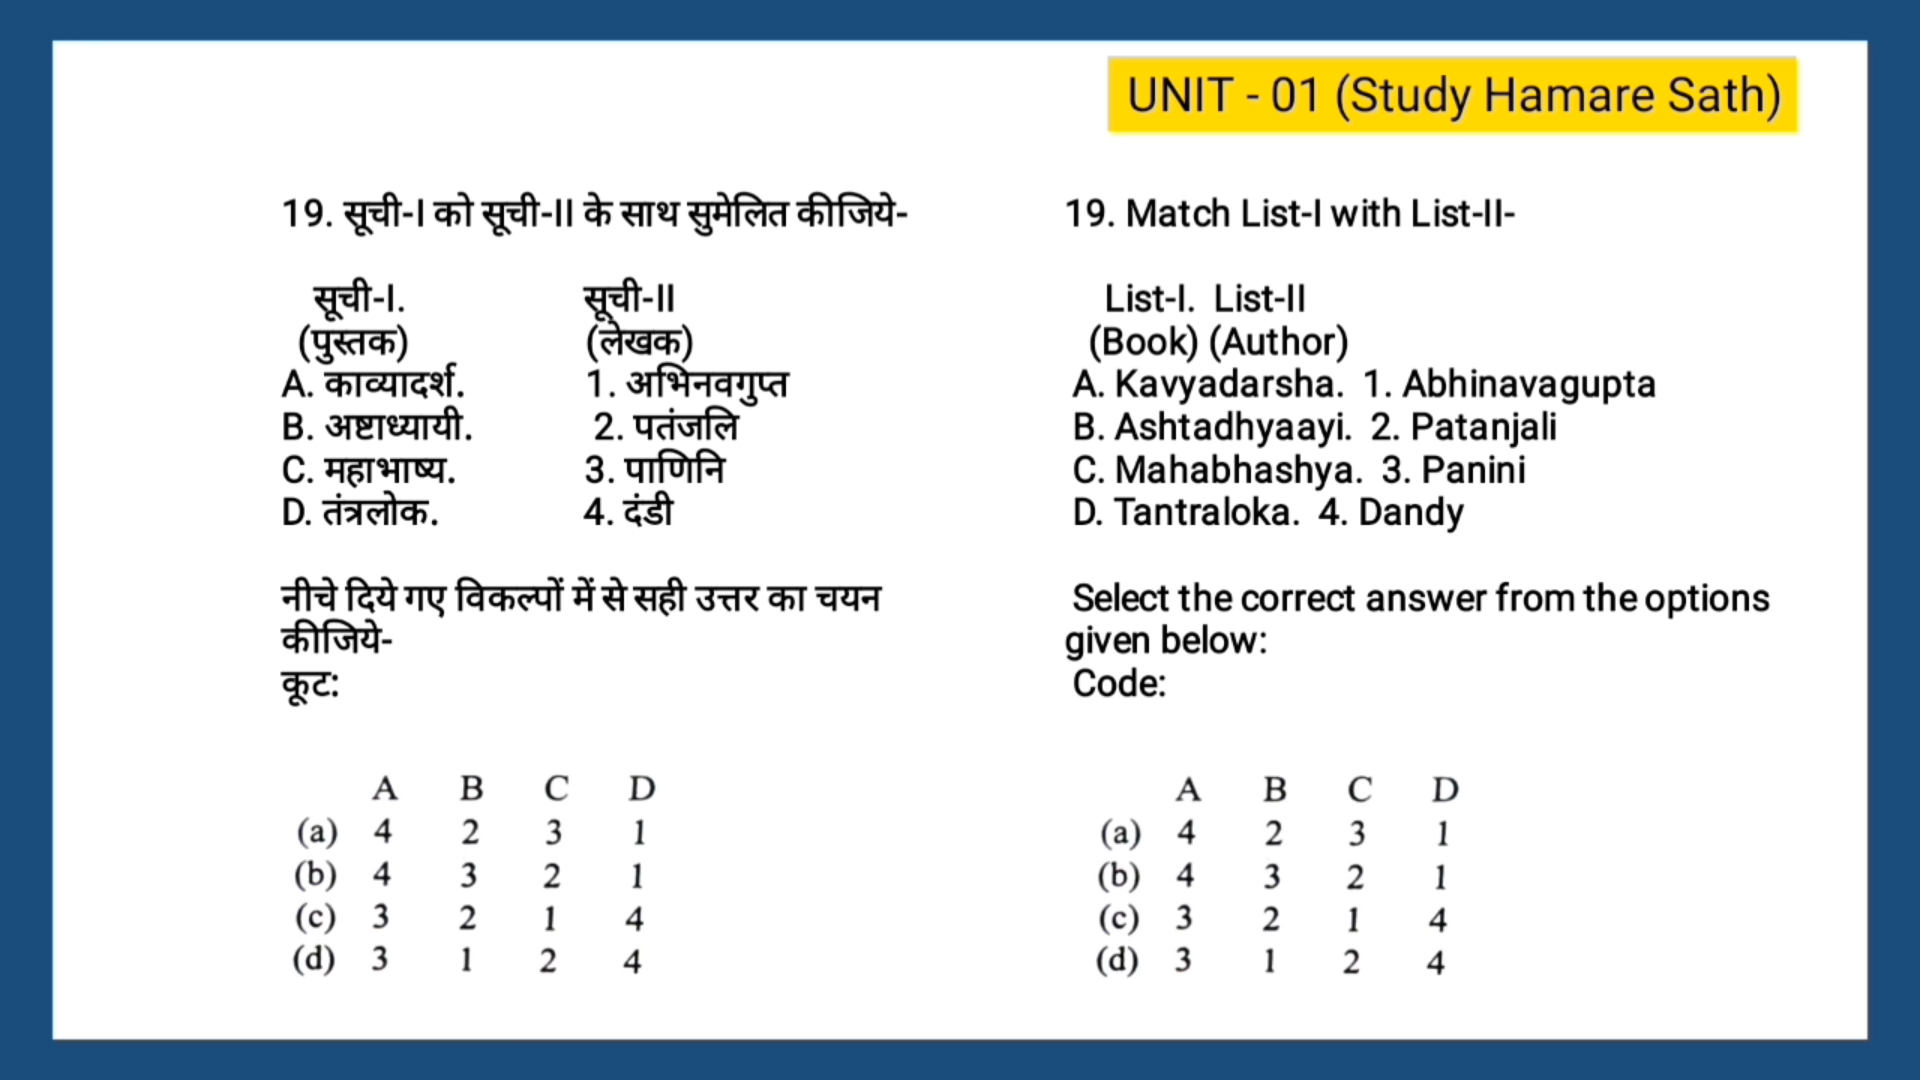 UNIT - 01 (Study Hamare Sath)
19. सूची-I को सूची-II के साथ सुमेलित कीजिये-
सूची-I. सूची-II
(पुस्तक) (लेखक)
A. काव्यादर्श. 1. अभिनवगुप्त
B. अष्टाध्यायी. 2. पतंजलि
C. महाभाष्य. 3. पाणिनि
D. तंत्रलोक. 4. दंडी
नीचे दिये गए विकल्पों में से सही उत्तर का चयन
कीजिये-
कूट:
A B C D
(a) 4 2 3 1
(b) 4 3 2 1
(c) 3 2 1 4
(d) 3 1 2 4
19. Match List-I with List-II-
List-I. List-II
(Book) (Author)
A. Kavyadarsha. 1. Abhinavagupta
B. Ashtadhyaayi. 2. Patanjali
C. Mahabhashya. 3. Panini
D. Tantraloka. 4. Dandy
Select the correct answer from the options
given below:
Code:
A B C D
(a) 4 2 3 1
(b) 4 3 2 1
(c) 3 2 1 4
(d) 3 1 2 4